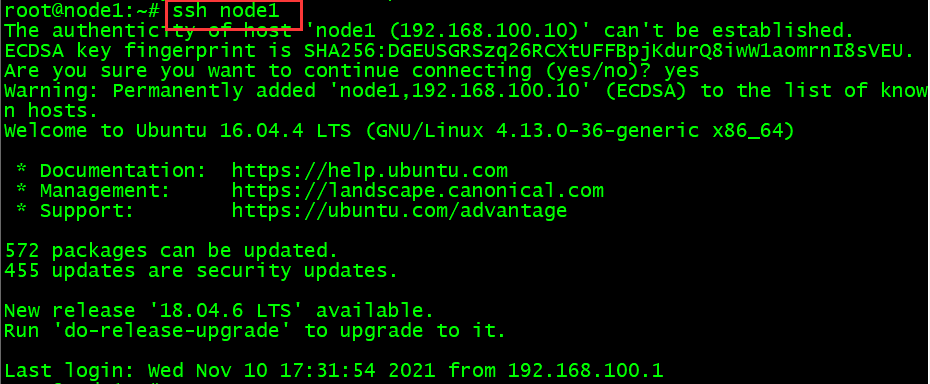 root@node1:~# ssh node1
The authenticity of host 'node1 (192.168.100.10)' can't be established.
ECDSA key fingerprint is SHA256:DGEUSGRSzq26RCXtUFFBpjKdurQ8iwW1aomrnI8sVEU.
Are you sure you want to continue connecting (yes/no)? yes
Warning: Permanently added 'node1,192.168.100.10' (ECDSA) to the list of know
n hosts.
Welcome to Ubuntu 16.04.4 LTS (GNU/Linux 4.13.0-36-generic x86_64)
* Documentation:  https://help.ubuntu.com
* Management:     https://landscape.canonical.com
* Support:        https://ubuntu.com/advantage
572 packages can be updated.
455 updates are security updates.
New release '18.04.6 LTS' available.
Run 'do-release-upgrade' to upgrade to it.
Last login: Wed Nov 10 17:31:54 2021 from 192.168.100.1